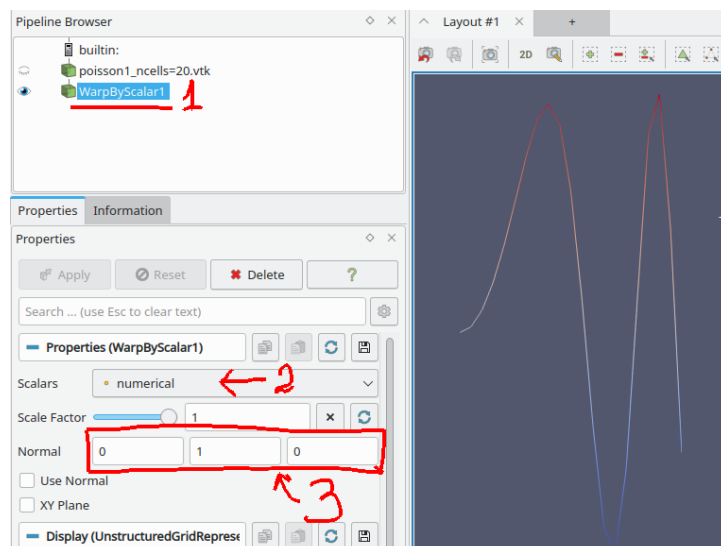 Pipeline Browser
builtin:
poisson1_ncells=20.vtk
WarpByScalar1
1
Properties Information
Properties
Apply Reset Delete ?
Search ... (use Esc to clear text)
Properties (WarpByScalar1)
Scalars numerical 2
Scale Factor 1
Normal 0 1 0
3
Use Normal
XY Plane
Display (UnstructuredGridReprese
Layout #1
2D